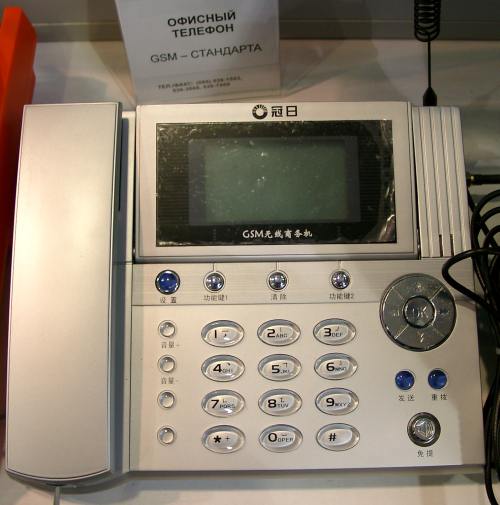 ОФИСНЫЙ
ТЕЛЕФОН
GSM – СТАНДАРТА
冠日
GSM无线商务机
设置 功能键1 清除 功能键2
音量+
音量-
1 2ABC 3DEF
4GHI 5JKL 6MNO
7PQRS 8TUV 9WXYZ
*+ 0OPER #
OK
发送 重拨
免提